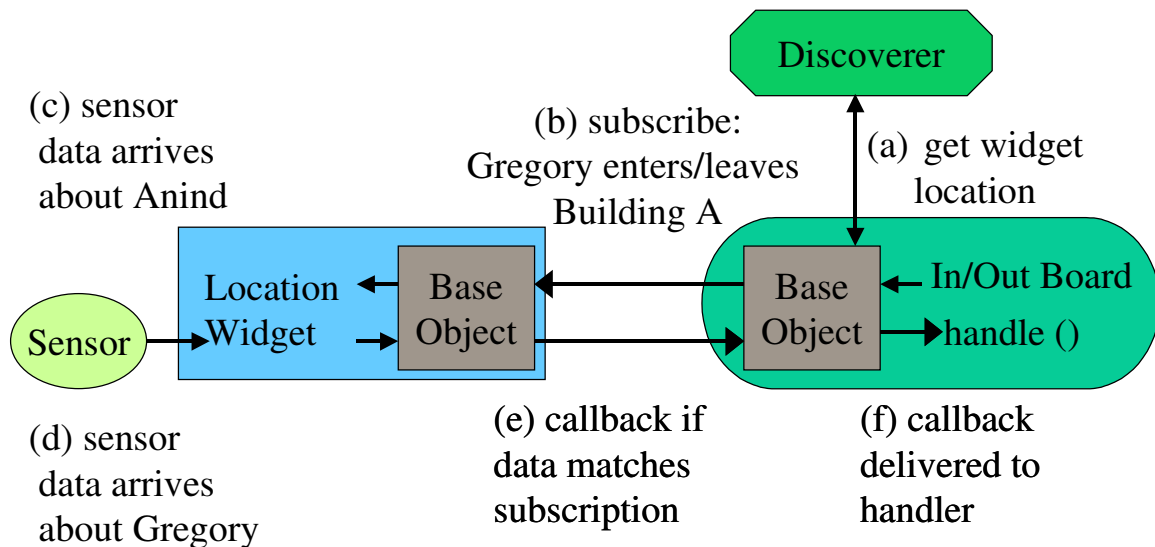 Discoverer
(c) sensor
data arrives
about Anind
(b) subscribe:
Gregory enters/leaves
Building A
(a) get widget
location
Location
Widget
Base
Object
Base
Object
In/Out Board
handle ()
Sensor
(d) sensor
data arrives
about Gregory
(e) callback if
data matches
subscription
(f) callback
delivered to
handler